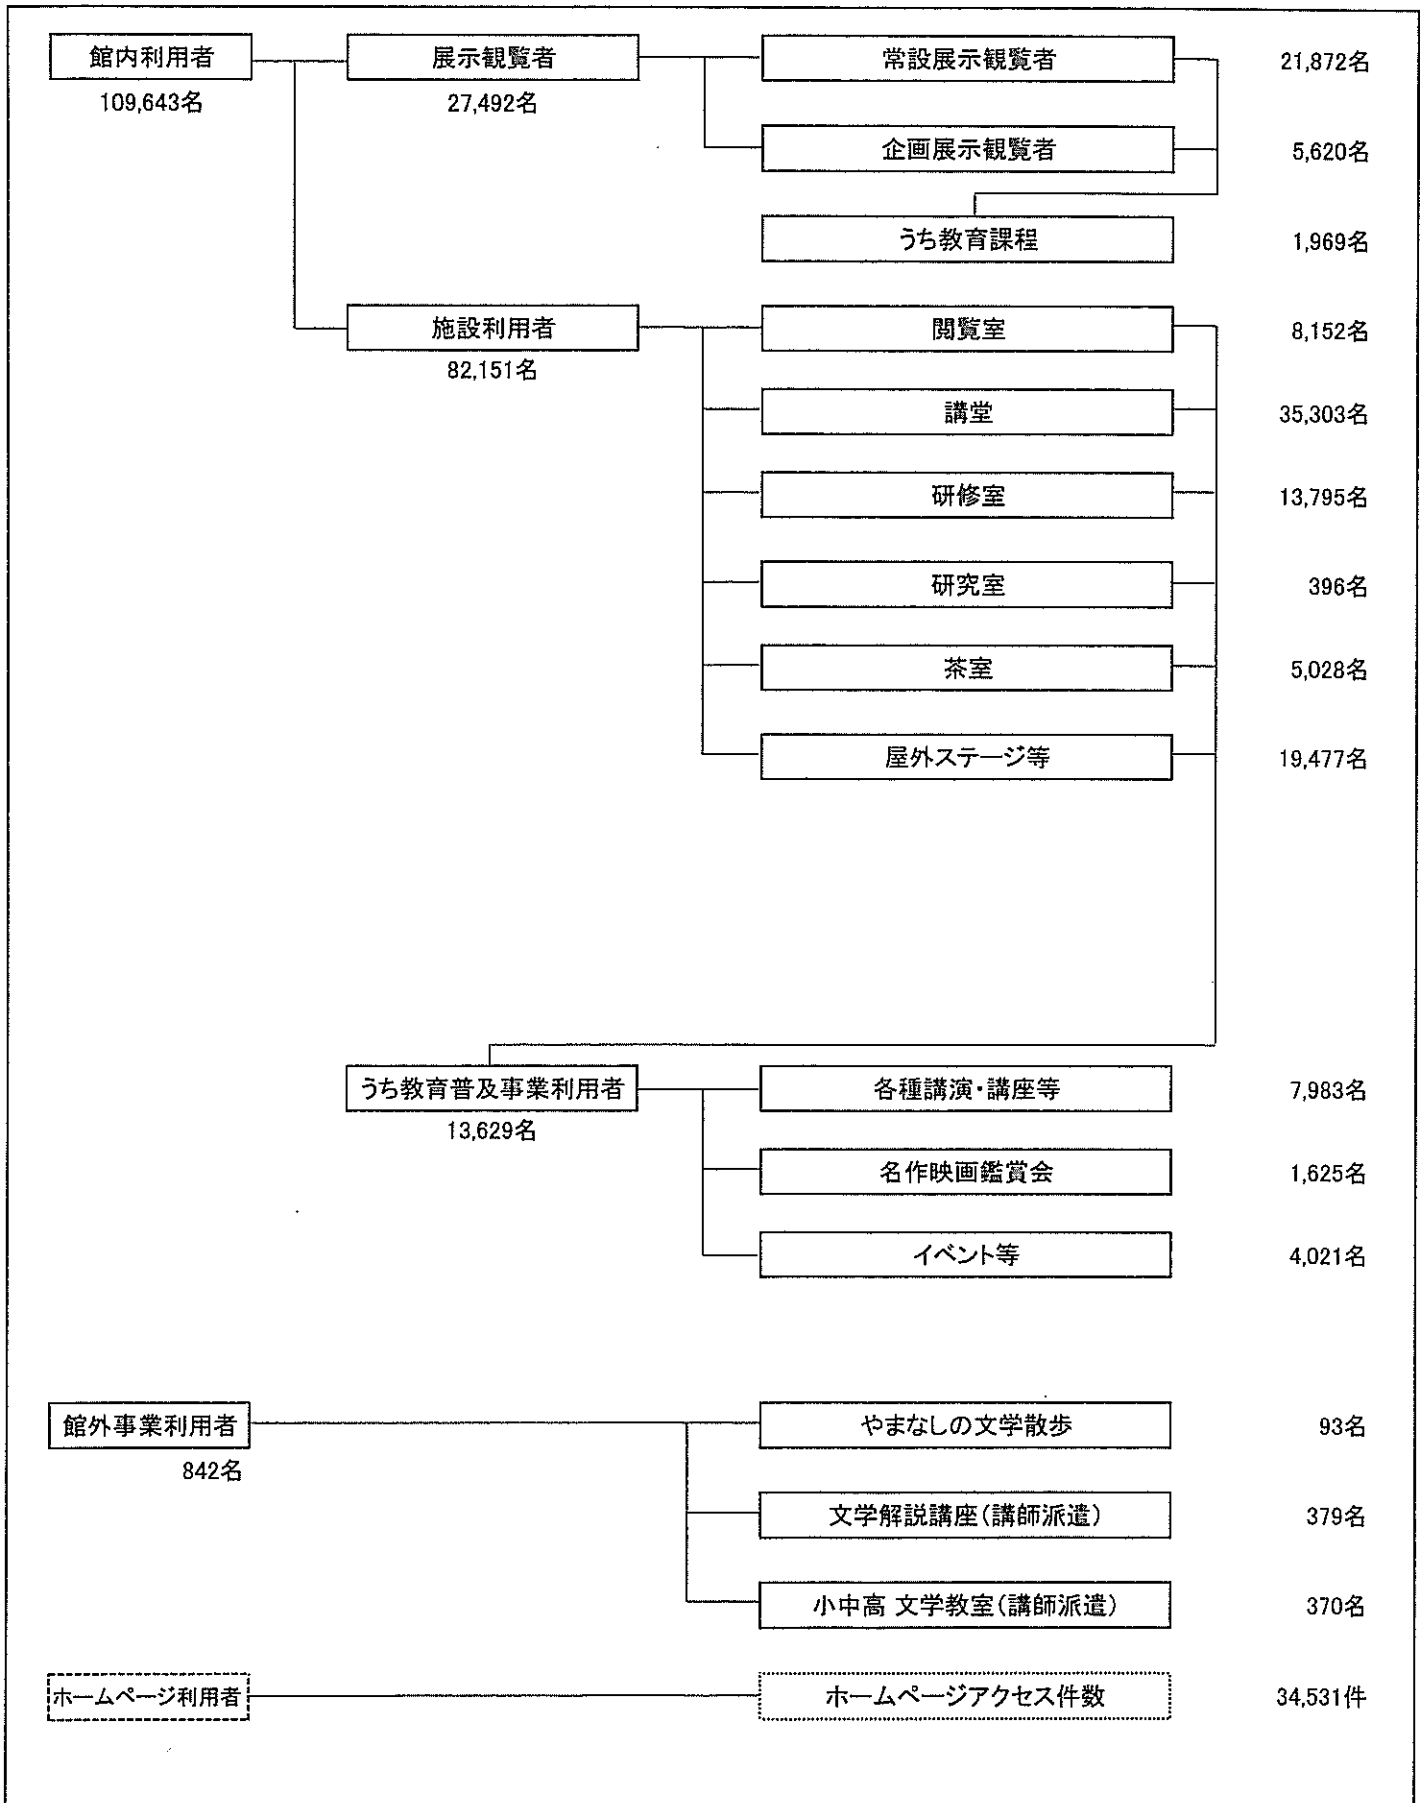 館内利用者 展示観覧者 常設展示観覧者 21,872名
109,643名 27,492名
企画展示観覧者 5,620名
うち教育課程 1,969名
施設利用者 閲覧室 8,152名
82,151名
講堂 35,303名
研修室 13,795名
研究室 396名
茶室 5,028名
屋外ステージ等 19,477名
うち教育普及事業利用者 各種講演・講座等 7,983名
13,629名
名作映画鑑賞会 1,625名
イベント等 4,021名
館外事業利用者 やまなしの文学散歩 93名
842名
文学解説講座(講師派遣) 379名
小中高 文学教室(講師派遣) 370名
ホームページ利用者 ホームページアクセス件数 34,531件